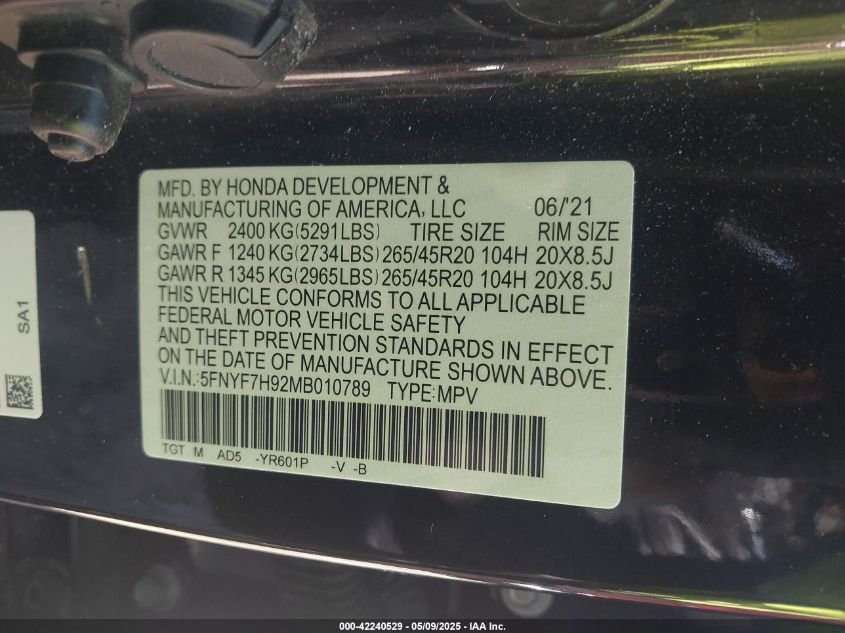 MFD. BY HONDA DEVELOPMENT &
MANUFACTURING OF AMERICA, LLC 06/'21
GVWR 2400 KG(5291LBS) TIRE SIZE RIM SIZE
GAWR F 1240 KG(2734LBS) 265/45R20 104H 20X8.5J
GAWR R 1345 KG(2965LBS) 265/45R20 104H 20X8.5J
THIS VEHICLE CONFORMS TO ALL APPLICABLE
FEDERAL MOTOR VEHICLE SAFETY
AND THEFT PREVENTION STANDARDS IN EFFECT
ON THE DATE OF MANUFACTURE SHOWN ABOVE.
V.I.N.:5FNYF7H92MB010789 TYPE:MPV
TGT M AD5 -YR601P -V -B
SA1
000-42240529 - 05/09/2025 - IAA Inc.